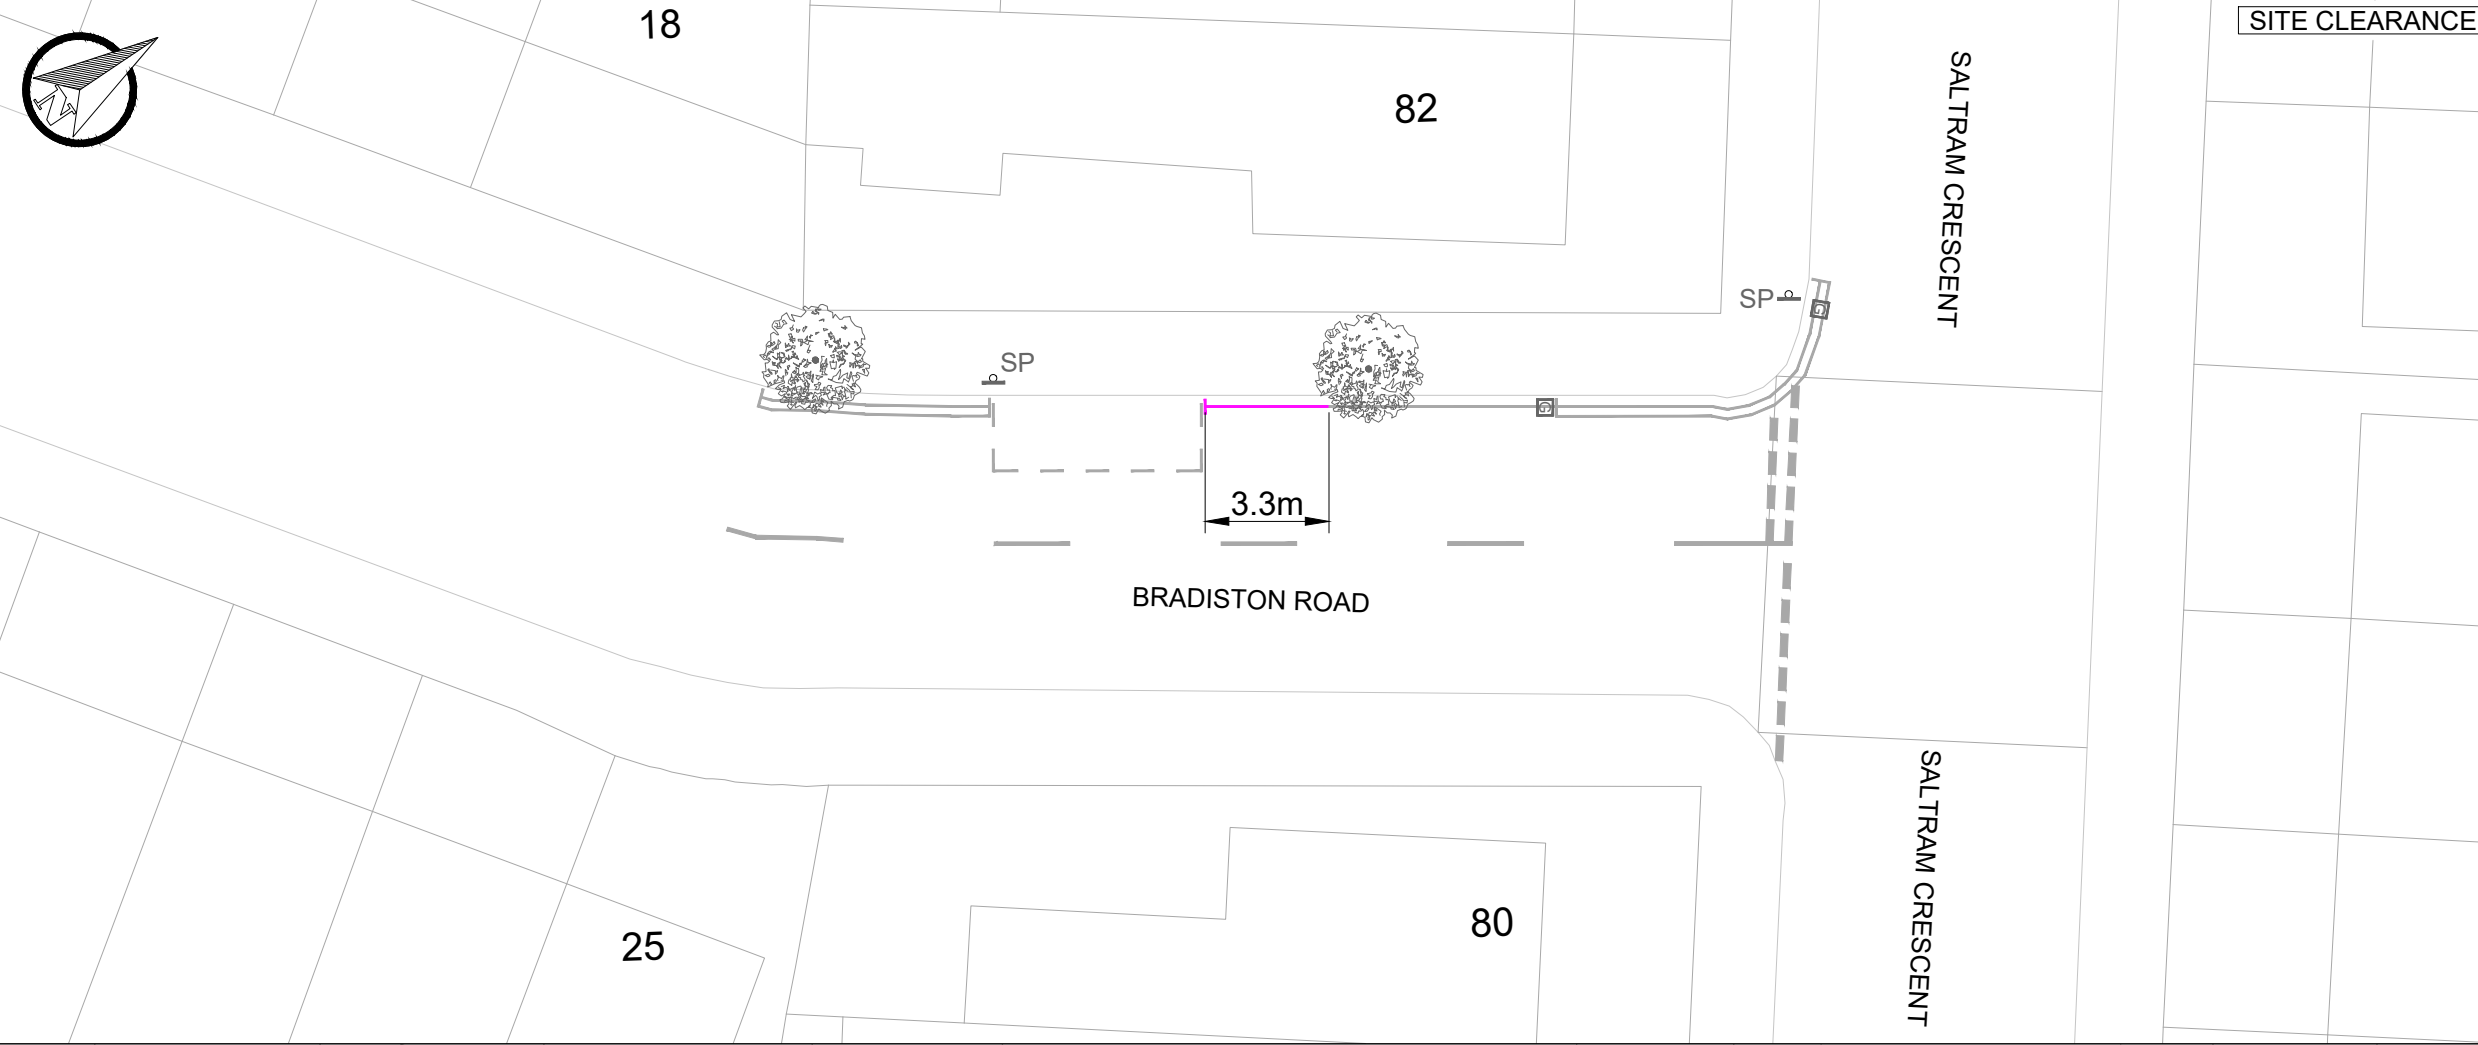 18
SITE CLEARANCE
82
SALTRAM CRESCENT
N
SP
G
SP
G
3.3m
BRADISTON ROAD
SALTRAM CRESCENT
25
80